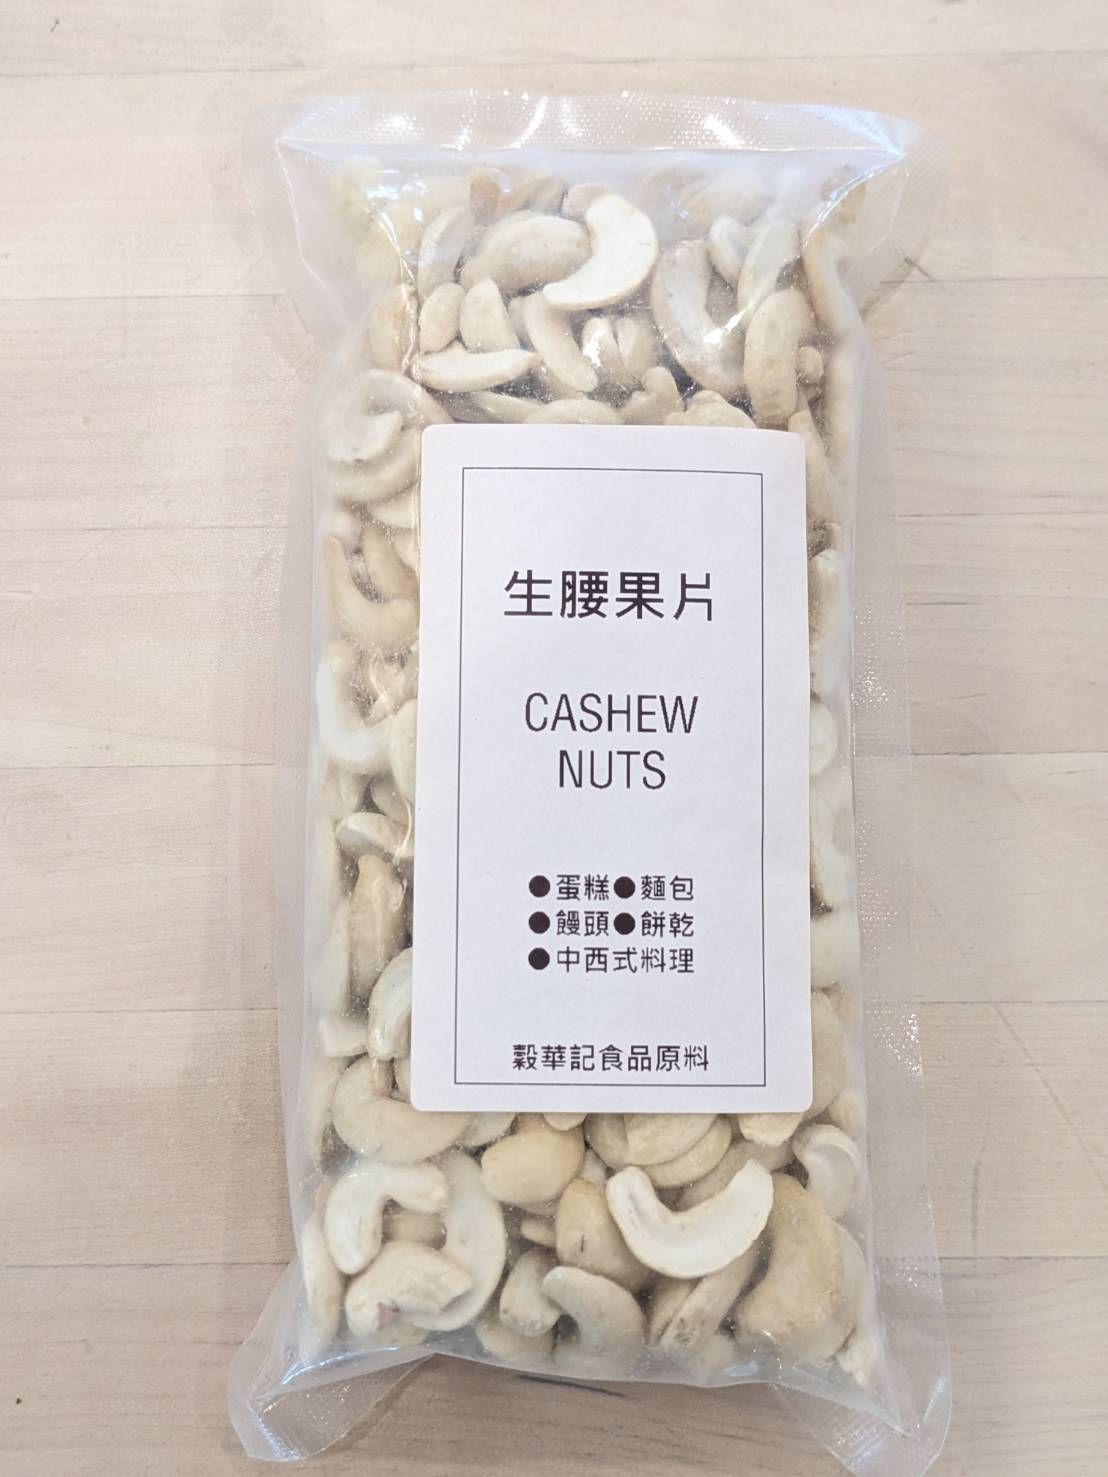 生腰果片
CASHEW
NUTS
●蛋糕●麵包
●饅頭●餅乾
●中西式料理
穀華記食品原料